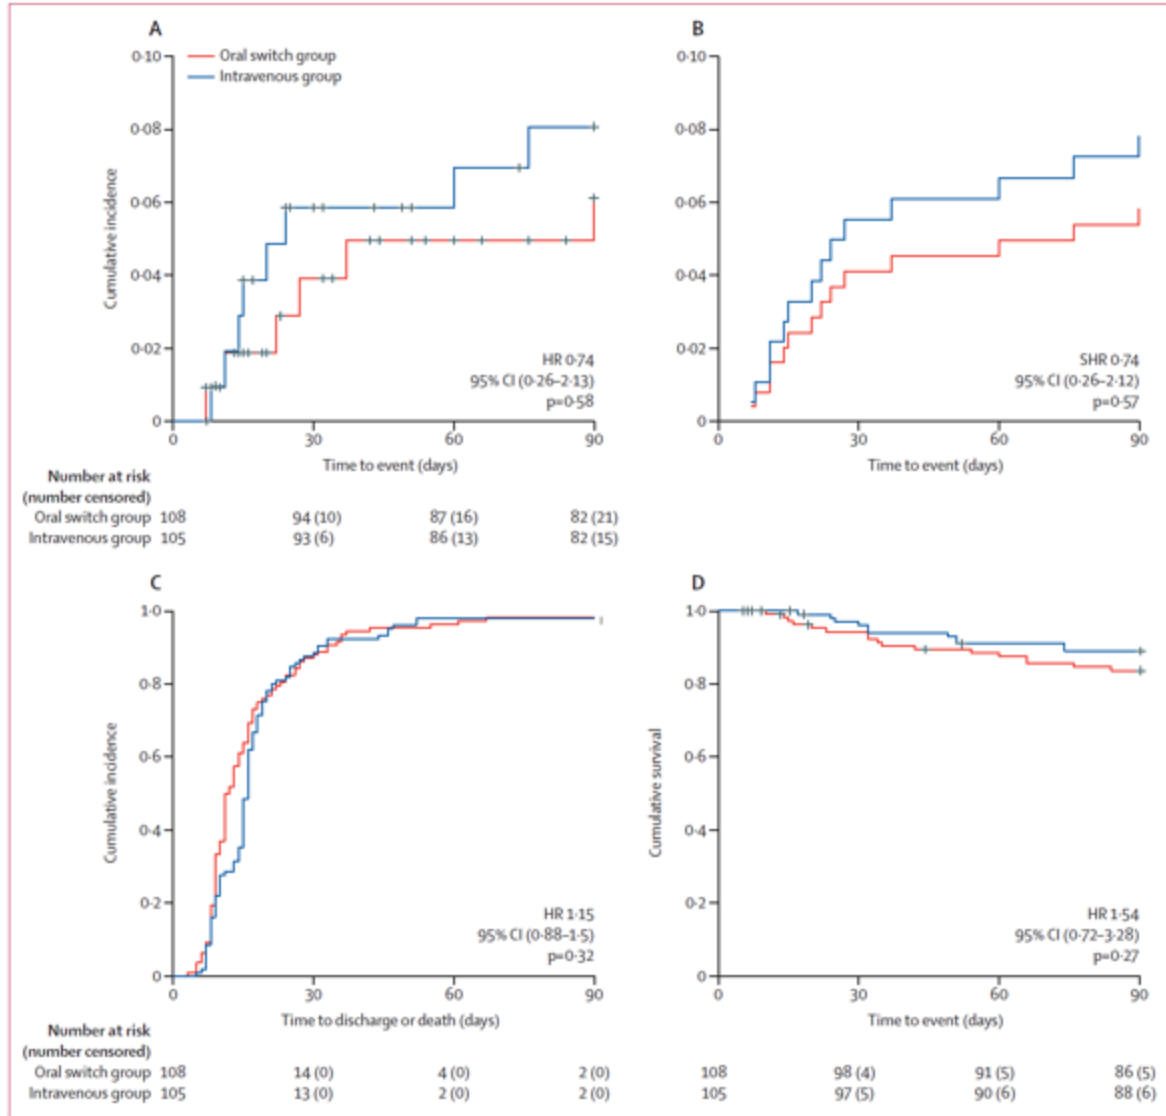 A
0·10
Oral switch group
Intravenous group
0·08
0·06
0·04
0·02
0
Cumulative incidence
HR 0·74
95% CI (0·26–2·13)
p=0·58
0 30 60 90
Time to event (days)
Number at risk
(number censored)
Oral switch group 108 94 (10) 87 (16) 82 (21)
Intravenous group 105 93 (6) 86 (13) 82 (15)
B
0·10
0·08
0·06
0·04
0·02
0
SHR 0·74
95% CI (0·26–2·12)
p=0·57
0 30 60 90
Time to event (days)
C
1·0
0·8
0·6
0·4
0·2
0
Cumulative incidence
HR 1·15
95% CI (0·88–1·5)
p=0·32
0 30 60 90
Time to discharge or death (days)
Number at risk
(number censored)
Oral switch group 108 14 (0) 4 (0) 2 (0)
Intravenous group 105 13 (0) 2 (0) 2 (0)
D
1·0
0·8
0·6
0·4
0·2
0
Cumulative survival
HR 1·54
95% CI (0·72–3·28)
p=0·27
0 30 60 90
Time to event (days)
108 98 (4) 91 (5) 86 (5)
105 97 (5) 90 (6) 88 (6)